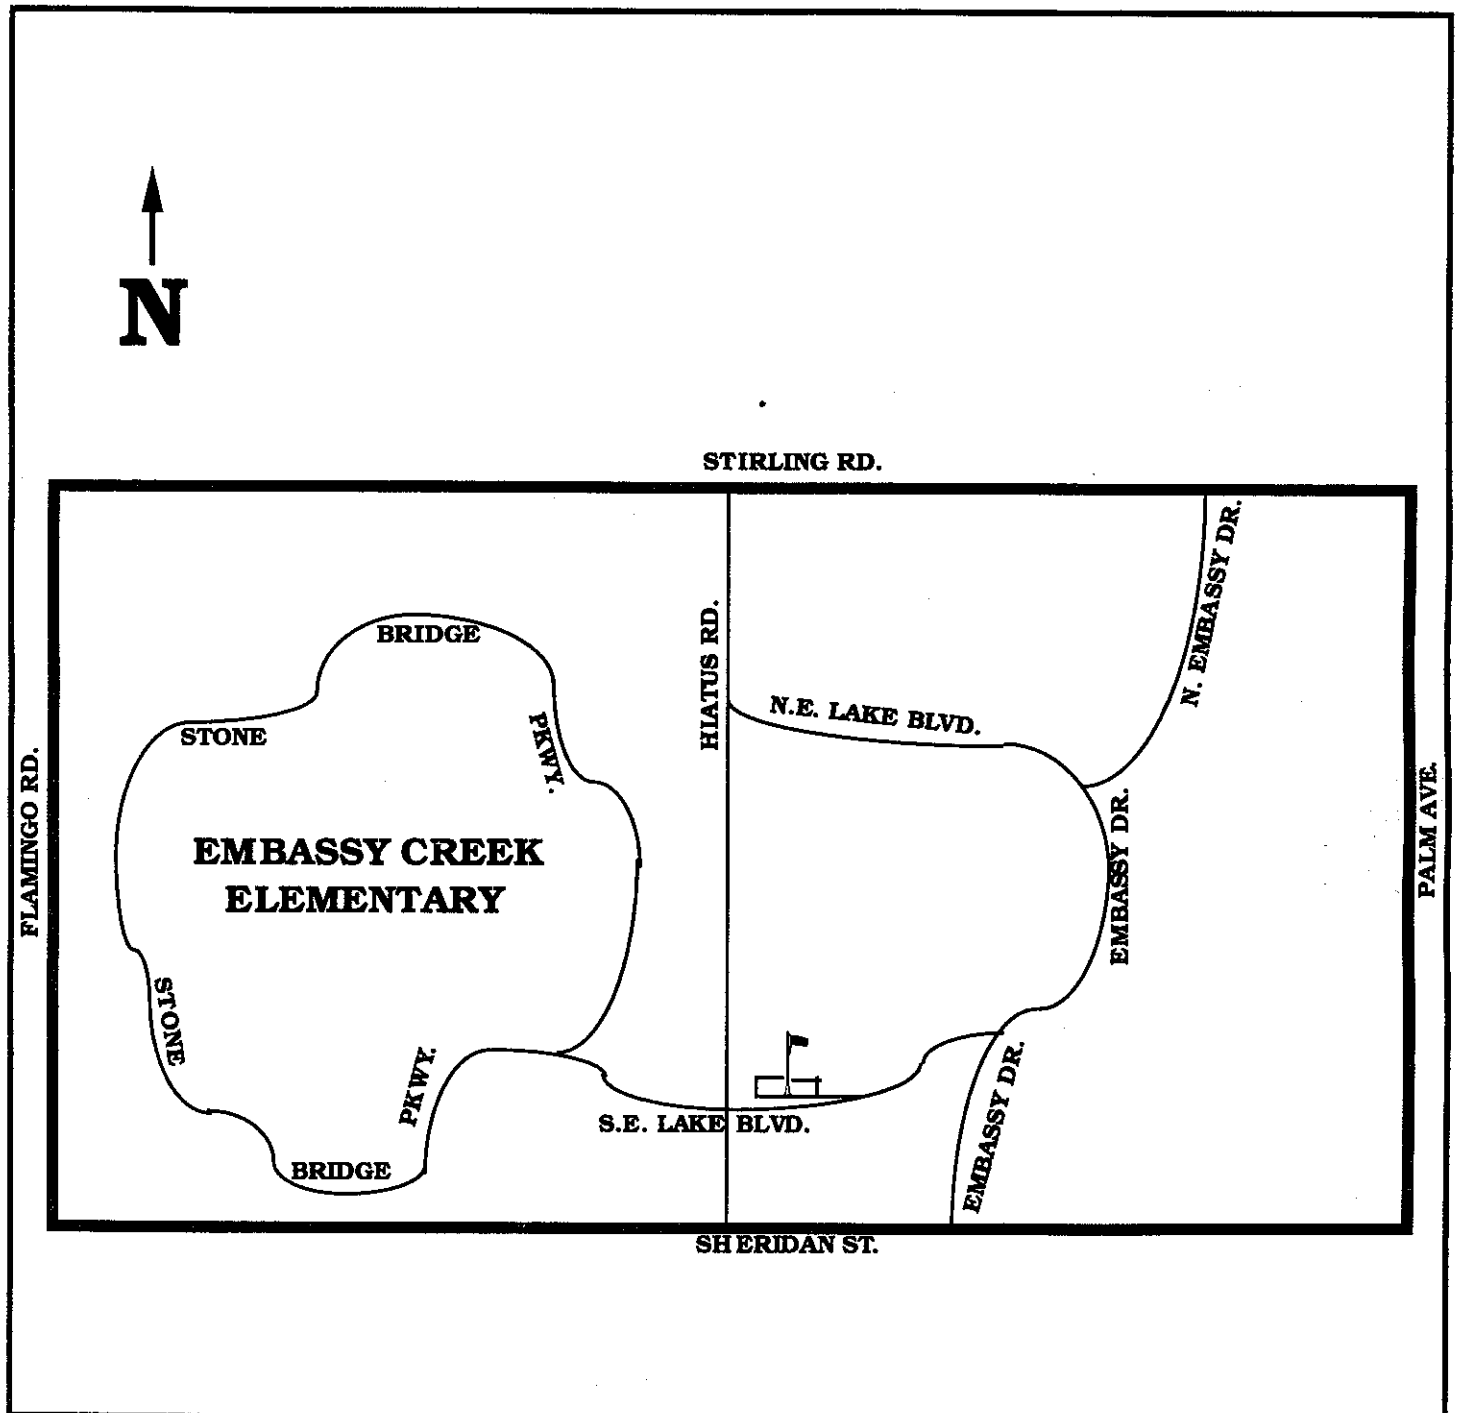 N
STIRLING RD.
N. EMBASSY DR.
BRIDGE
HIATUS RD.
N.E. LAKE BLVD.
STONE
PKWY.
FLAMINGO RD.
EMBASSY DR.
PALM AVE.
EMBASSY CREEK
ELEMENTARY
STONE
PKWY.
EMBASSY DR.
S.E. LAKE BLVD.
BRIDGE
SHERIDAN ST.